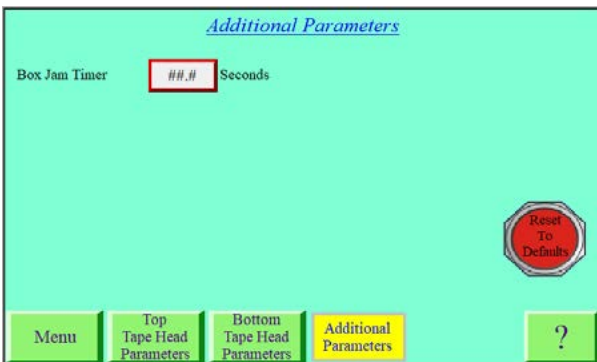 Additional Parameters
Box Jam Timer ##.# Seconds
Reset
To
Defaults
Menu
Top
Tape Head
Parameters
Bottom
Tape Head
Parameters
Additional
Parameters
?